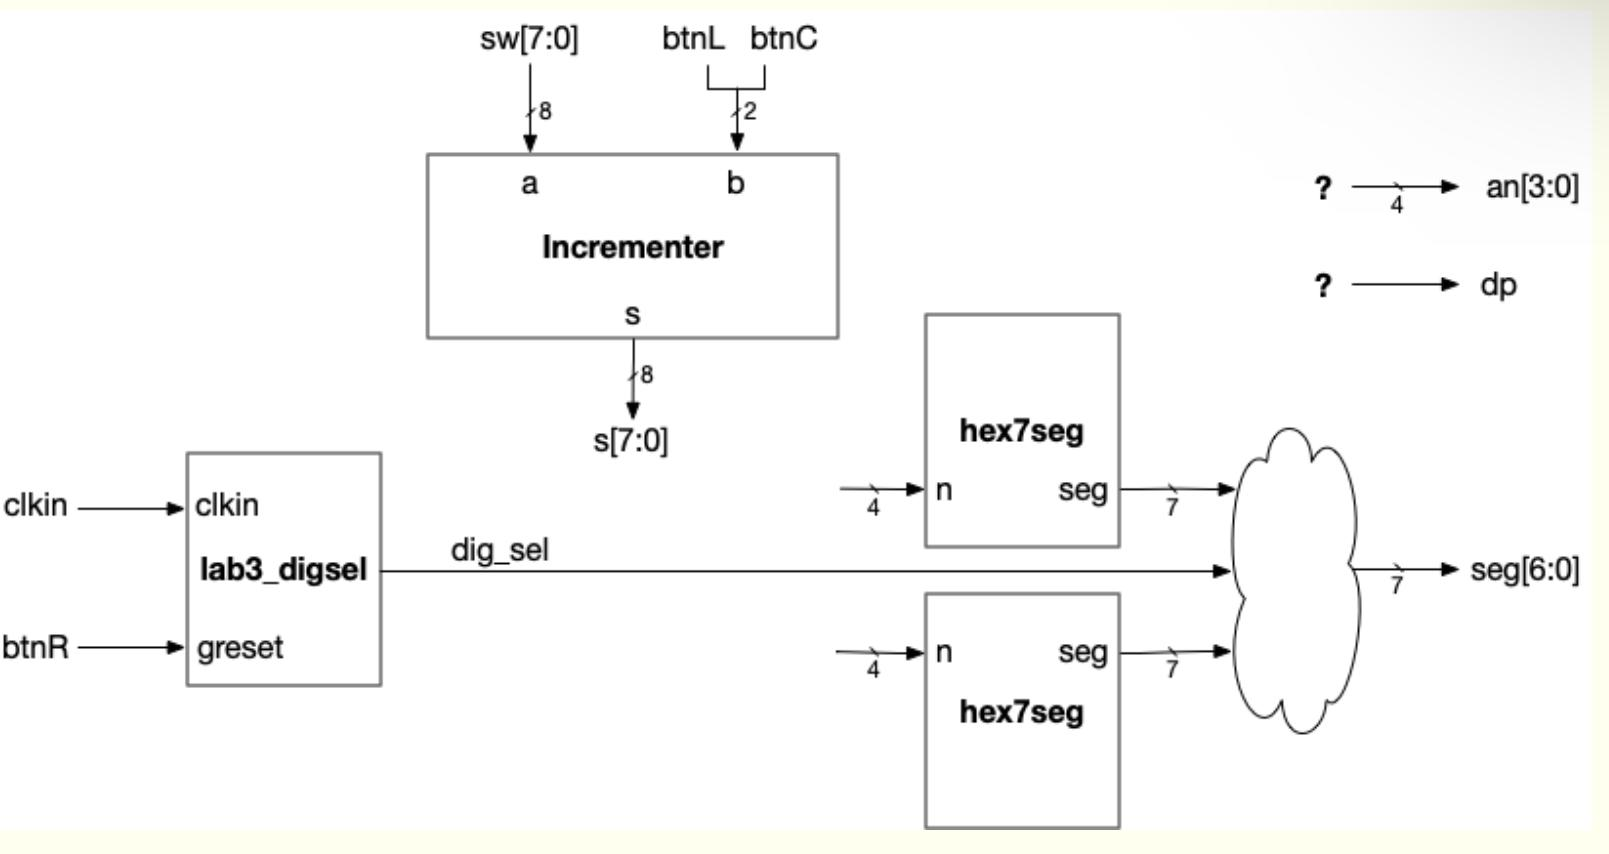 sw[7:0]
btnL btnC
8
2
a
b
Incrementer
s
8
s[7:0]
? 4 an[3:0]
? dp
clkin
clkin
lab3_digsel
btnR
greset
dig_sel
hex7seg
4
n
seg
7
4
n
seg
7
hex7seg
7
seg[6:0]